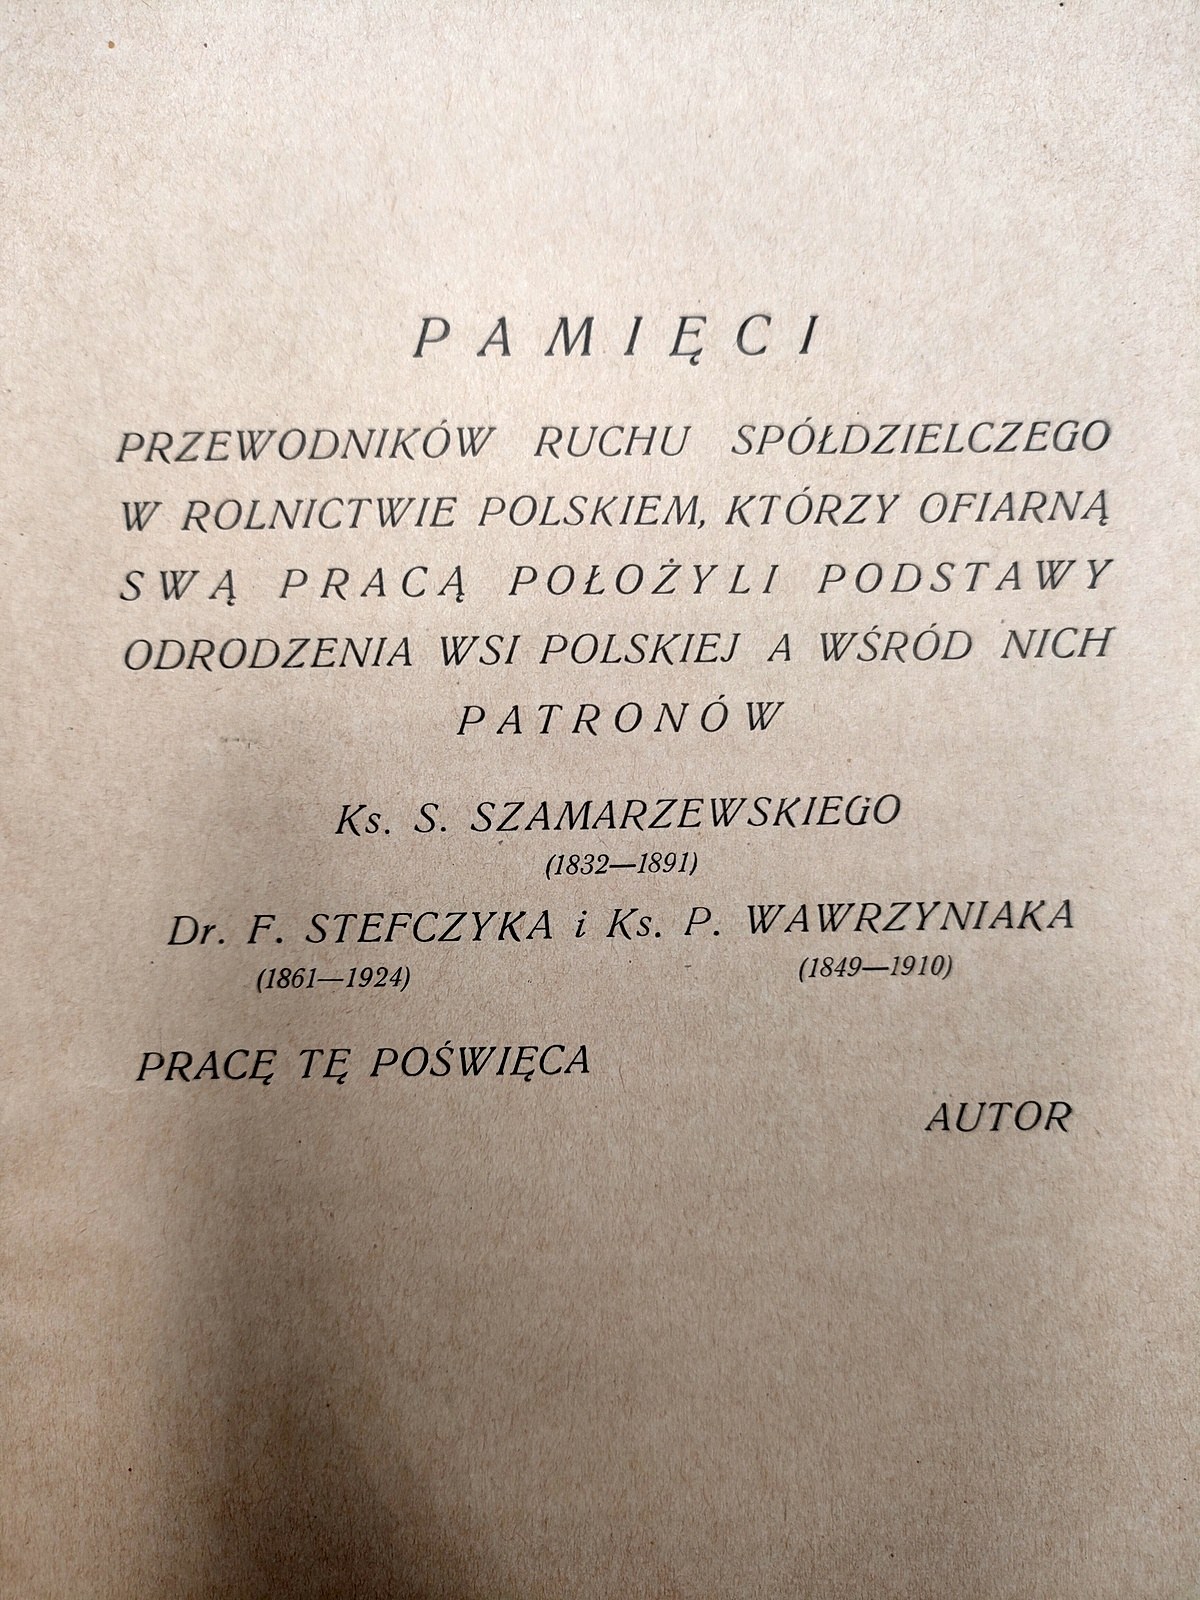 PAMIĘCI
PRZEWODNIKÓW RUCHU SPÓŁDZIELCZEGO
W ROLNICTWIE POLSKIEM, KTÓRZY OFIARNĄ
SWĄ PRACĄ POŁOŻYLI PODSTAWY
ODRODZENIA WSI POLSKIEJ A WŚRÓD NICH
PATRONÓW
Ks. S. SZAMARZEWSKIEGO
(1832—1891)
Dr. F. STEFCZYKA i Ks. P. WAWRZYNIAKA
(1861—1924) (1849—1910)
PRACĘ TĘ POŚWIĘCA
AUTOR